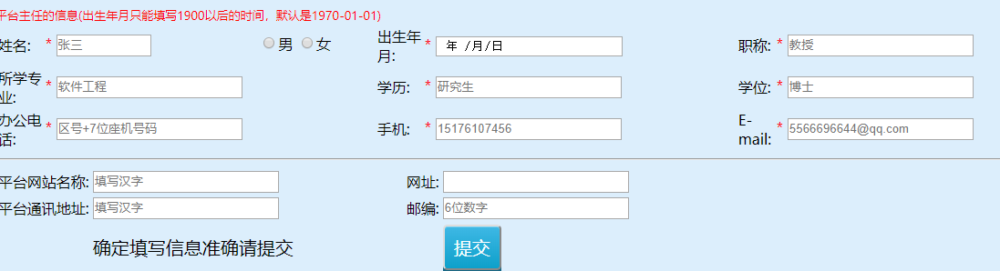 平台主任的信息(出生年月只能填写1900以后的时间，默认是1970-01-01)
姓名: * 张三 男 女 出生年月: * 年 /月/日 职称: * 教授
所学专业: * 软件工程 学历: * 研究生 学位: * 博士
办公电话: * 区号+7位座机号码 手机: * 15176107456 E-mail: * 5566696644@qq.com
平台网站名称: 填写汉字 网址:
平台通讯地址: 填写汉字 邮编: 6位数字
确定填写信息准确请提交 提交